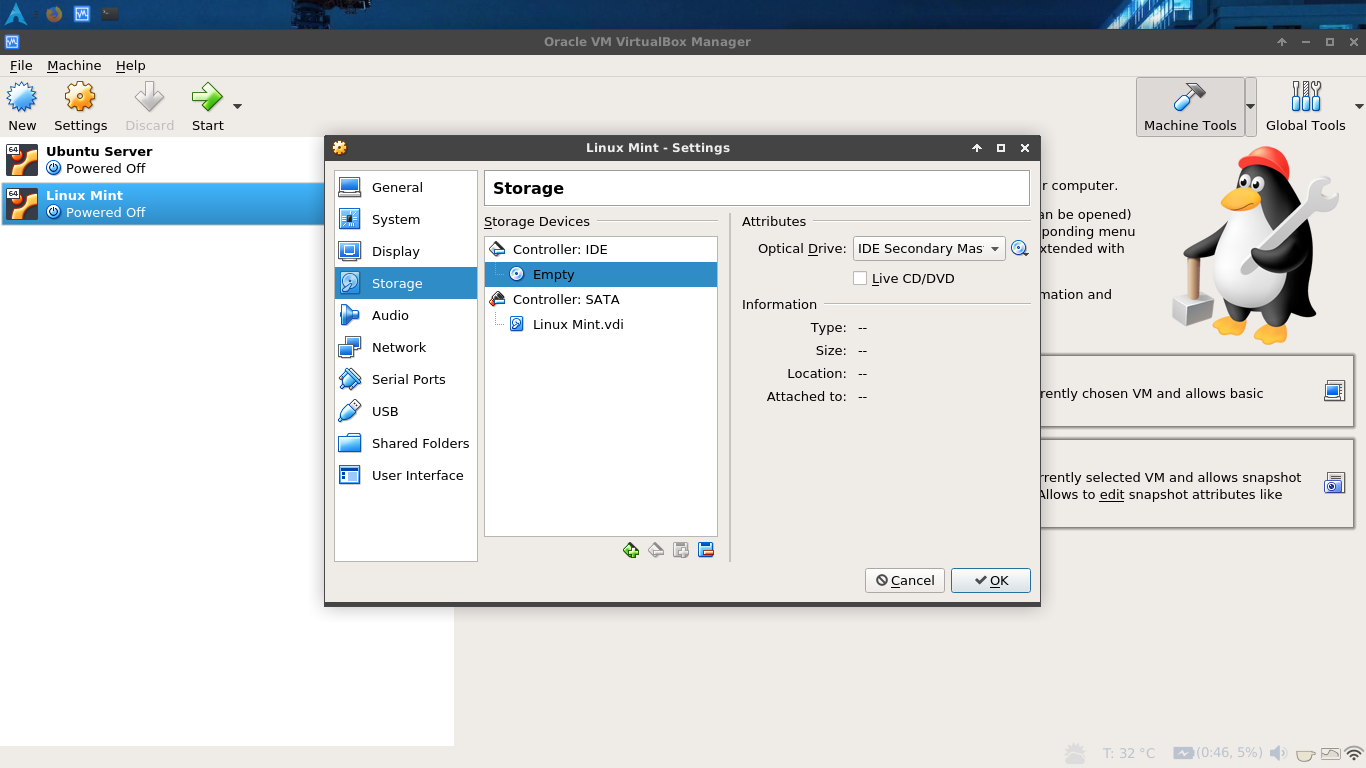 Oracle VM VirtualBox Manager
File Machine Help
New Settings Discard Start
Machine Tools Global Tools
64 Ubuntu Server
Powered Off
64 Linux Mint
Powered Off
r computer.
an be opened)
ponding menu
xtended with
mation and
rently chosen VM and allows basic
rrently selected VM and allows snapshot
Allows to edit snapshot attributes like
Linux Mint - Settings
General
System
Display
Storage
Audio
Network
Serial Ports
USB
Shared Folders
User Interface
Storage
Storage Devices
Controller: IDE
Empty
Controller: SATA
Linux Mint.vdi
Attributes
Optical Drive: IDE Secondary Mas
Live CD/DVD
Information
Type: --
Size: --
Location: --
Attached to: --
Cancel OK
T: 32 °C (0:46, 5%)